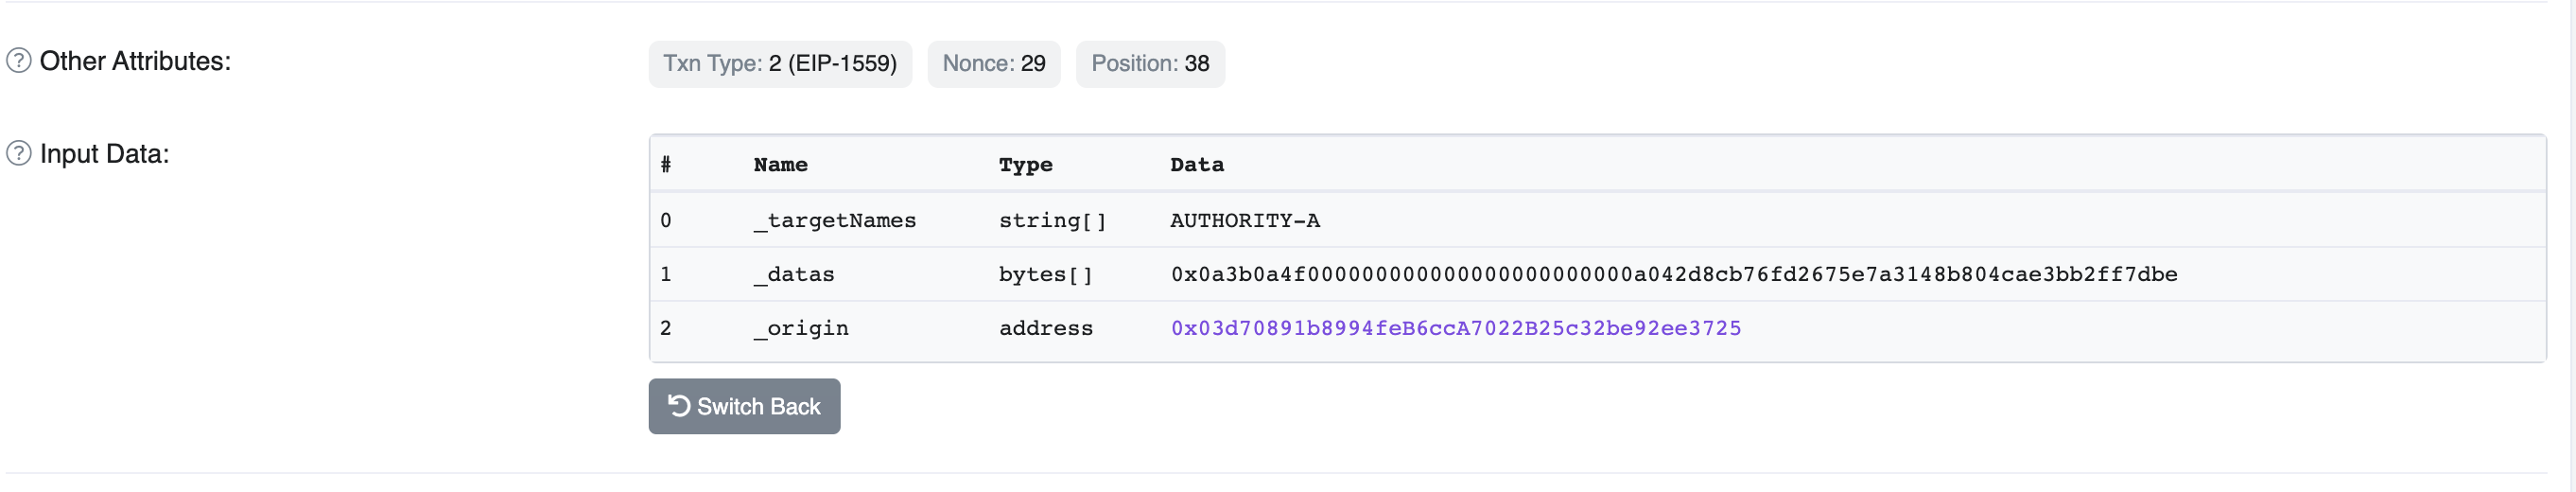 Other Attributes: Txn Type: 2 (EIP-1559) Nonce: 29 Position: 38
Input Data:
# Name Type Data
0 _targetNames string[] AUTHORITY-A
1 _datas bytes[] 0x0a3b0a4f000000000000000000000000a042d8cb76fd2675e7a3148b804cae3bb2ff7dbe
2 _origin address 0x03d70891b8994feB6ccA7022B25c32be92ee3725
Switch Back